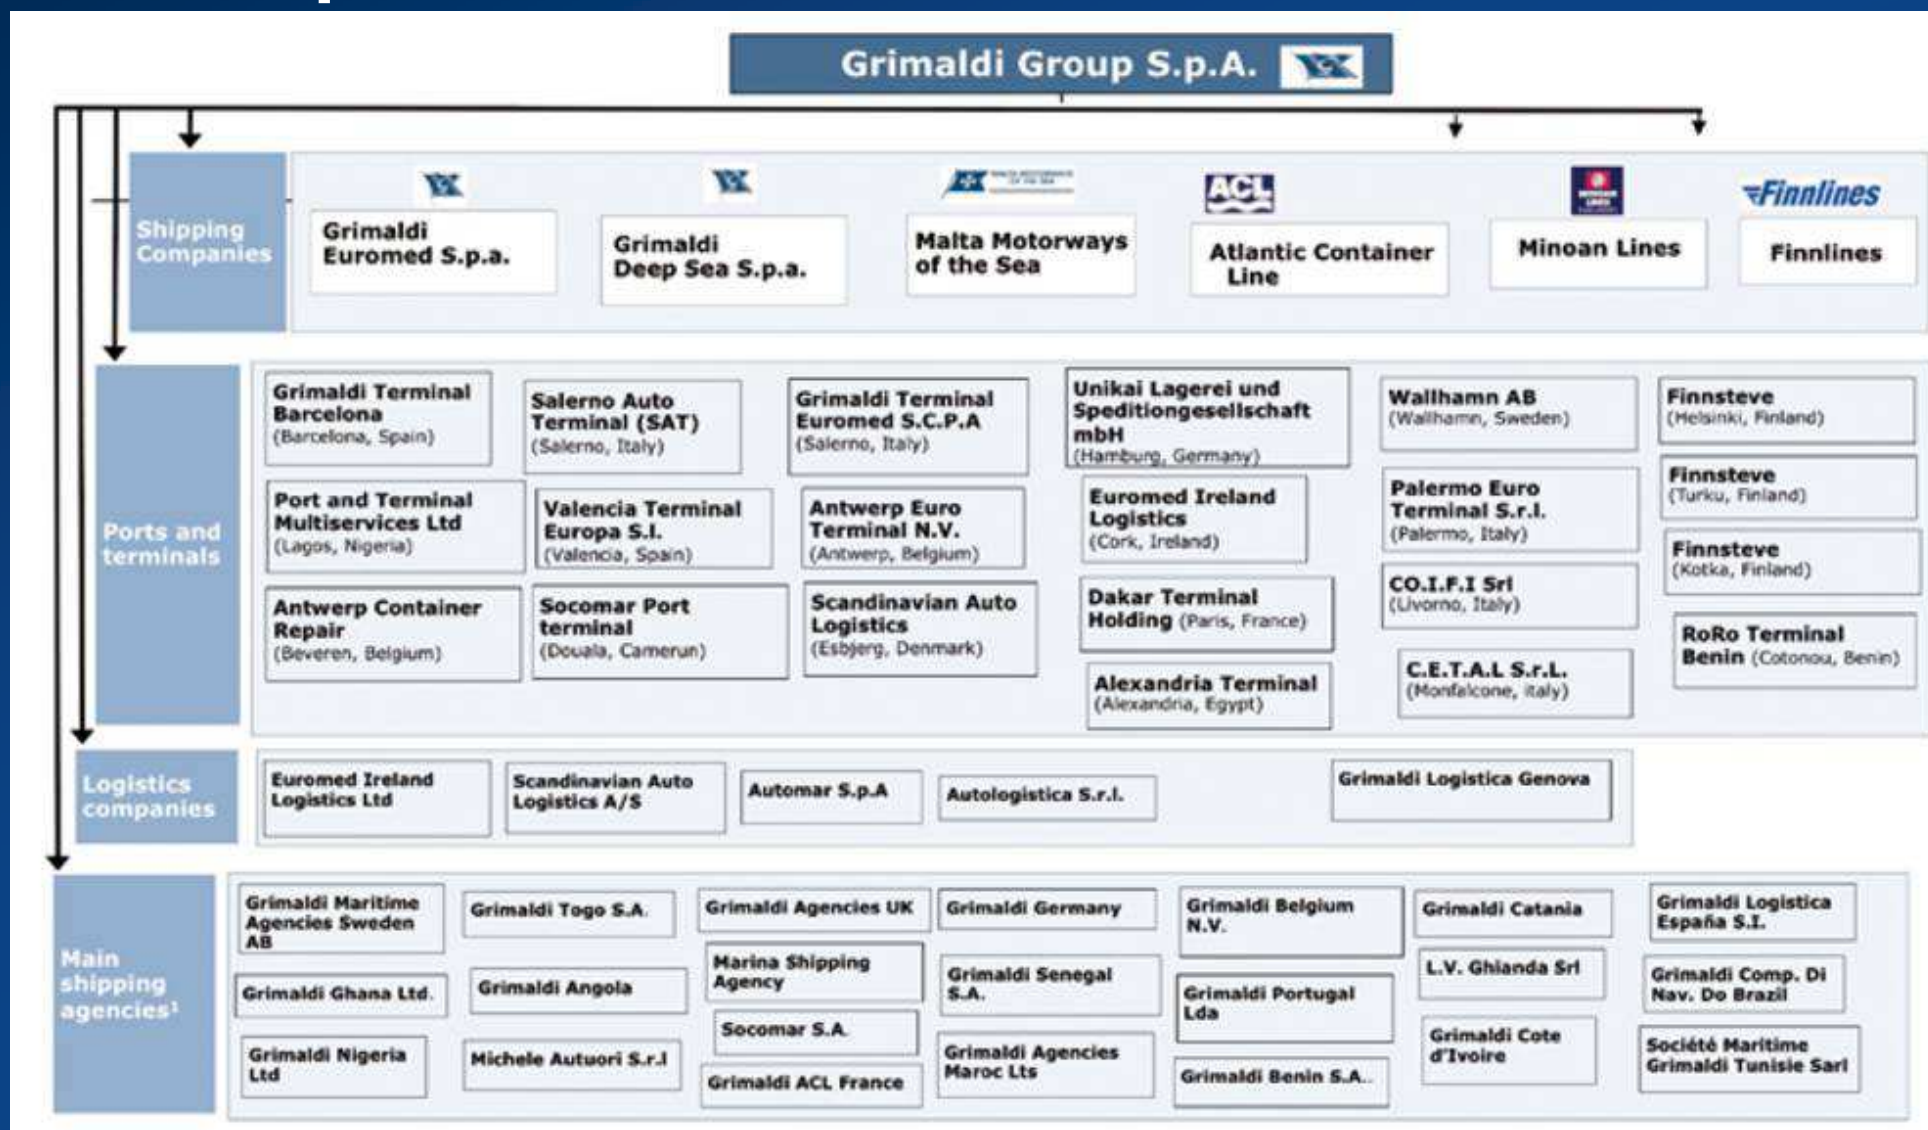 Grimaldi Group S.p.A.
Shipping
Companies
Grimaldi
Euromed S.p.a.
Grimaldi
Deep Sea S.p.a.
Malta Motorways
of the Sea
ACL
Atlantic Container
Line
MINOAN
LINES
Minoan Lines
Finnlines
Finnlines
Ports and
terminals
Grimaldi Terminal
Barcelona
(Barcelona, Spain)
Salerno Auto
Terminal (SAT)
(Salerno, Italy)
Grimaldi Terminal
Euromed S.C.P.A
(Salerno, Italy)
Unikai Lagerei und
Speditiongesellschaft
mbH
(Hamburg, Germany)
Wallhamn AB
(Wallhamn, Sweden)
Finnsteve
(Helsinki, Finland)
Port and Terminal
Multiservices Ltd
(Lagos, Nigeria)
Valencia Terminal
Europa S.l.
(Valencia, Spain)
Antwerp Euro
Terminal N.V.
(Antwerp, Belgium)
Euromed Ireland
Logistics
(Cork, Ireland)
Palermo Euro
Terminal S.r.l.
(Palermo, Italy)
Finnsteve
(Turku, Finland)
Finnsteve
(Kotka, Finland)
Antwerp Container
Repair
(Beveren, Belgium)
Socomar Port
terminal
(Douala, Camerun)
Scandinavian Auto
Logistics
(Esbjerg, Denmark)
Dakar Terminal
Holding (Paris, France)
CO.I.F.I Srl
(Livorno, Italy)
RoRo Terminal
Benin (Cotonou, Benin)
Alexandria Terminal
(Alexandria, Egypt)
C.E.T.A.L S.r.L.
(Monfalcone, italy)
Logistics
companies
Euromed Ireland
Logistics Ltd
Scandinavian Auto
Logistics A/S
Automar S.p.A
Autologistica S.r.l.
Grimaldi Logistica Genova
Main
shipping
agencies¹
Grimaldi Maritime
Agencies Sweden
AB
Grimaldi Togo S.A.
Grimaldi Agencies UK
Grimaldi Germany
Grimaldi Belgium
N.V.
Grimaldi Catania
Grimaldi Logistica
España S.I.
Grimaldi Ghana Ltd.
Grimaldi Angola
Marina Shipping
Agency
Grimaldi Senegal
S.A.
Grimaldi Portugal
Lda
L.V. Ghianda Srl
Grimaldi Comp. Di
Nav. Do Brazil
Grimaldi Nigeria
Ltd
Michele Autuori S.r.l
Socomar S.A.
Grimaldi ACL France
Grimaldi Agencies
Maroc Lts
Grimaldi Benin S.A..
Grimaldi Cote
d'Ivoire
Société Maritime
Grimaldi Tunisie Sarl